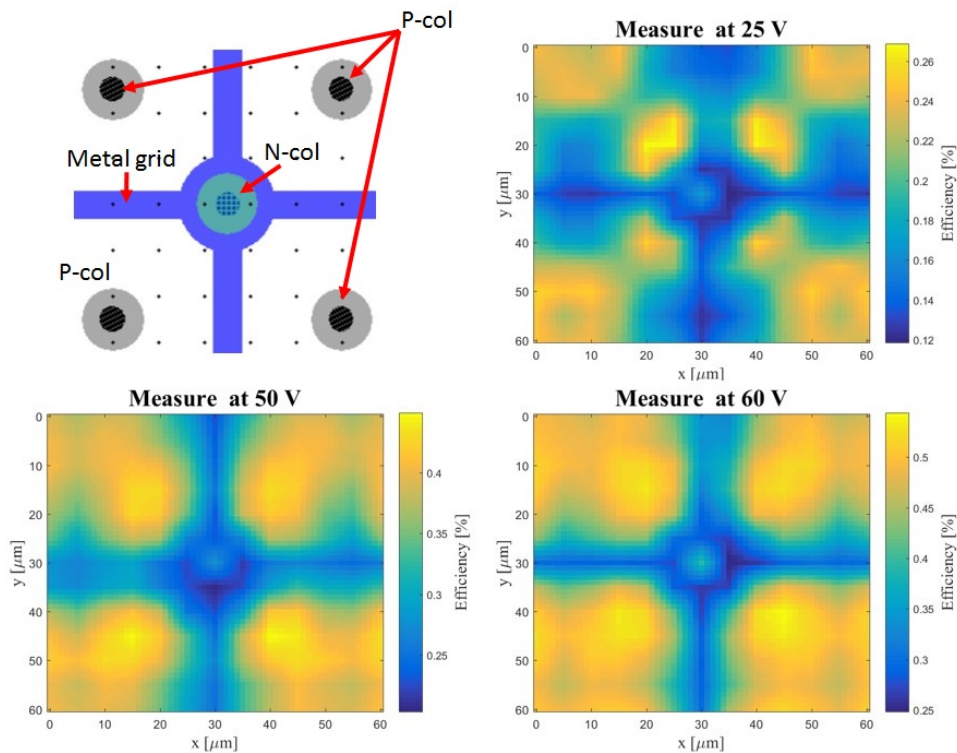 P-col
Metal grid
N-col
P-col
Measure at 25 V
0
10
20
30
40
50
60
y [μm]
0 10 20 30 40 50 60
x [μm]
0.26
0.24
0.22
0.2
0.18
0.16
0.14
0.12
Efficiency [%]
Measure at 50 V
0
10
20
30
40
50
60
y [μm]
0 10 20 30 40 50 60
x [μm]
0.4
0.35
0.3
0.25
Efficiency [%]
Measure at 60 V
0
10
20
30
40
50
60
y [μm]
0 10 20 30 40 50 60
x [μm]
0.5
0.45
0.4
0.35
0.3
0.25
Efficiency [%]